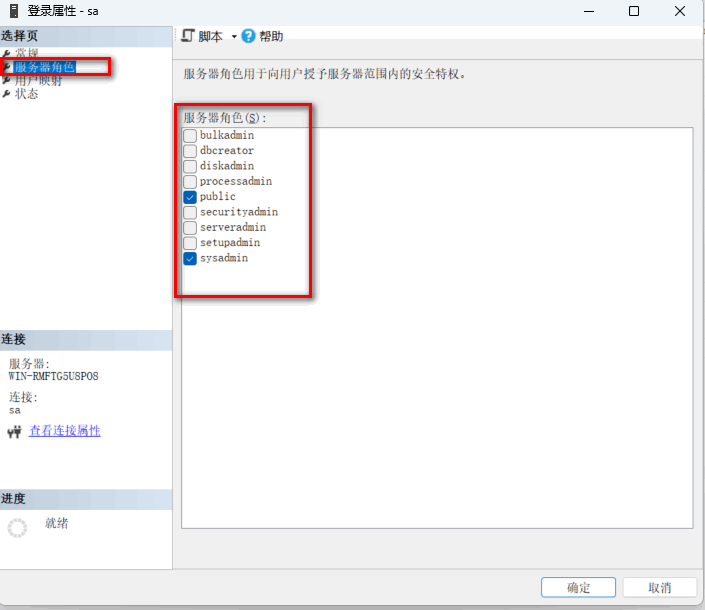 登录属性 - sa
选择页
常规
服务器角色
用户映射
状态
脚本
帮助
服务器角色用于向用户授予服务器范围内的安全特权。
服务器角色(S):
bulkadmin
dbcreator
diskadmin
processadmin
public
securityadmin
serveradmin
setupadmin
sysadmin
连接
服务器:
WIN-RMFTG5U8PO8
连接:
sa
查看连接属性
进度
就绪
确定
取消